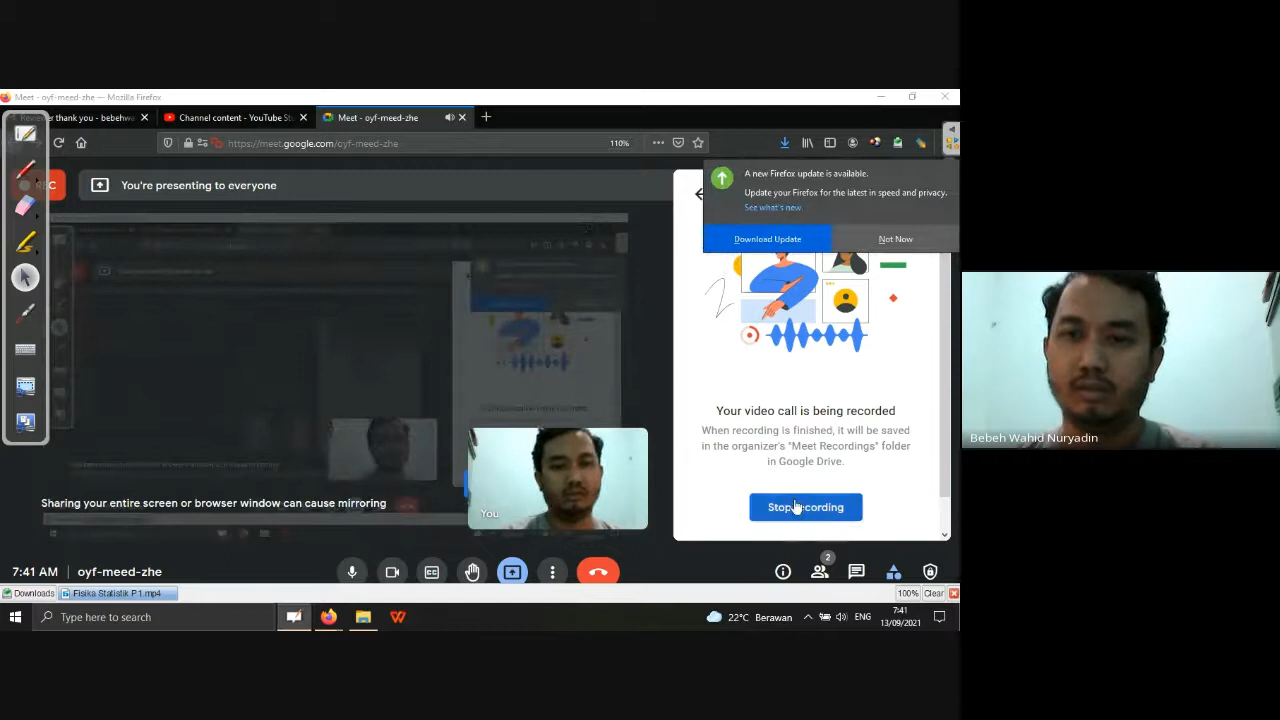 Meet - oyf-meed-zhe — Mozilla Firefox
thank you - bebehwa
Channel content - YouTube St
Meet - oyf-meed-zhe
https://meet.google.com/oyf-meed-zhe
110%
You're presenting to everyone
A new Firefox update is available.
Update your Firefox for the latest in speed and privacy.
See what's new.
Download Update
Not Now
Your video call is being recorded
When recording is finished, it will be saved
in the organizer's "Meet Recordings" folder
in Google Drive.
Stop recording
Sharing your entire screen or browser window can cause mirroring
You
Bebeh Wahid Nuryadin
7:41 AM
oyf-meed-zhe
2
Downloads
Fisika Statistik P.1.mp4
100%
Clear
Type here to search
22°C Berawan
ENG
7:41
13/09/2021